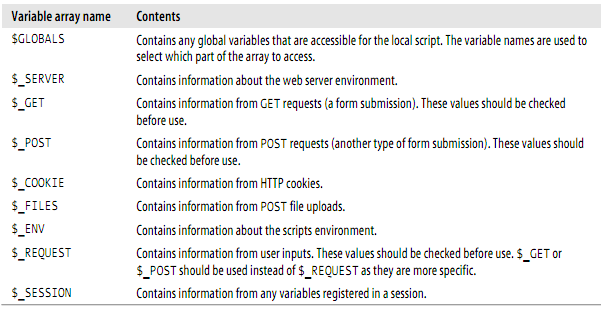 Variable array name Contents
$GLOBALS Contains any global variables that are accessible for the local script. The variable names are used to
select which part of the array to access.
$_SERVER Contains information about the web server environment.
$_GET Contains information from GET requests (a form submission). These values should be checked
before use.
$_POST Contains information from POST requests (another type of form submission). These values should
be checked before use.
$_COOKIE Contains information from HTTP cookies.
$_FILES Contains information from POST file uploads.
$_ENV Contains information about the scripts environment.
$_REQUEST Contains information from user inputs. These values should be checked before use. $_GET or
$_POST should be used instead of $_REQUEST as they are more specific.
$_SESSION Contains information from any variables registered in a session.